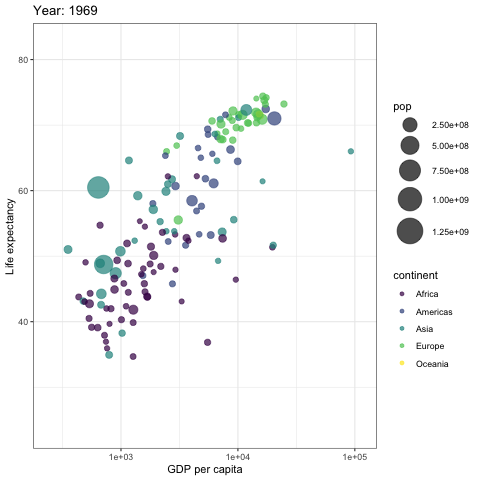 Year: 1969
80
60
40
Life expectancy
1e+03
1e+04
1e+05
GDP per capita
pop
2.50e+08
5.00e+08
7.50e+08
1.00e+09
1.25e+09
continent
Africa
Americas
Asia
Europe
Oceania